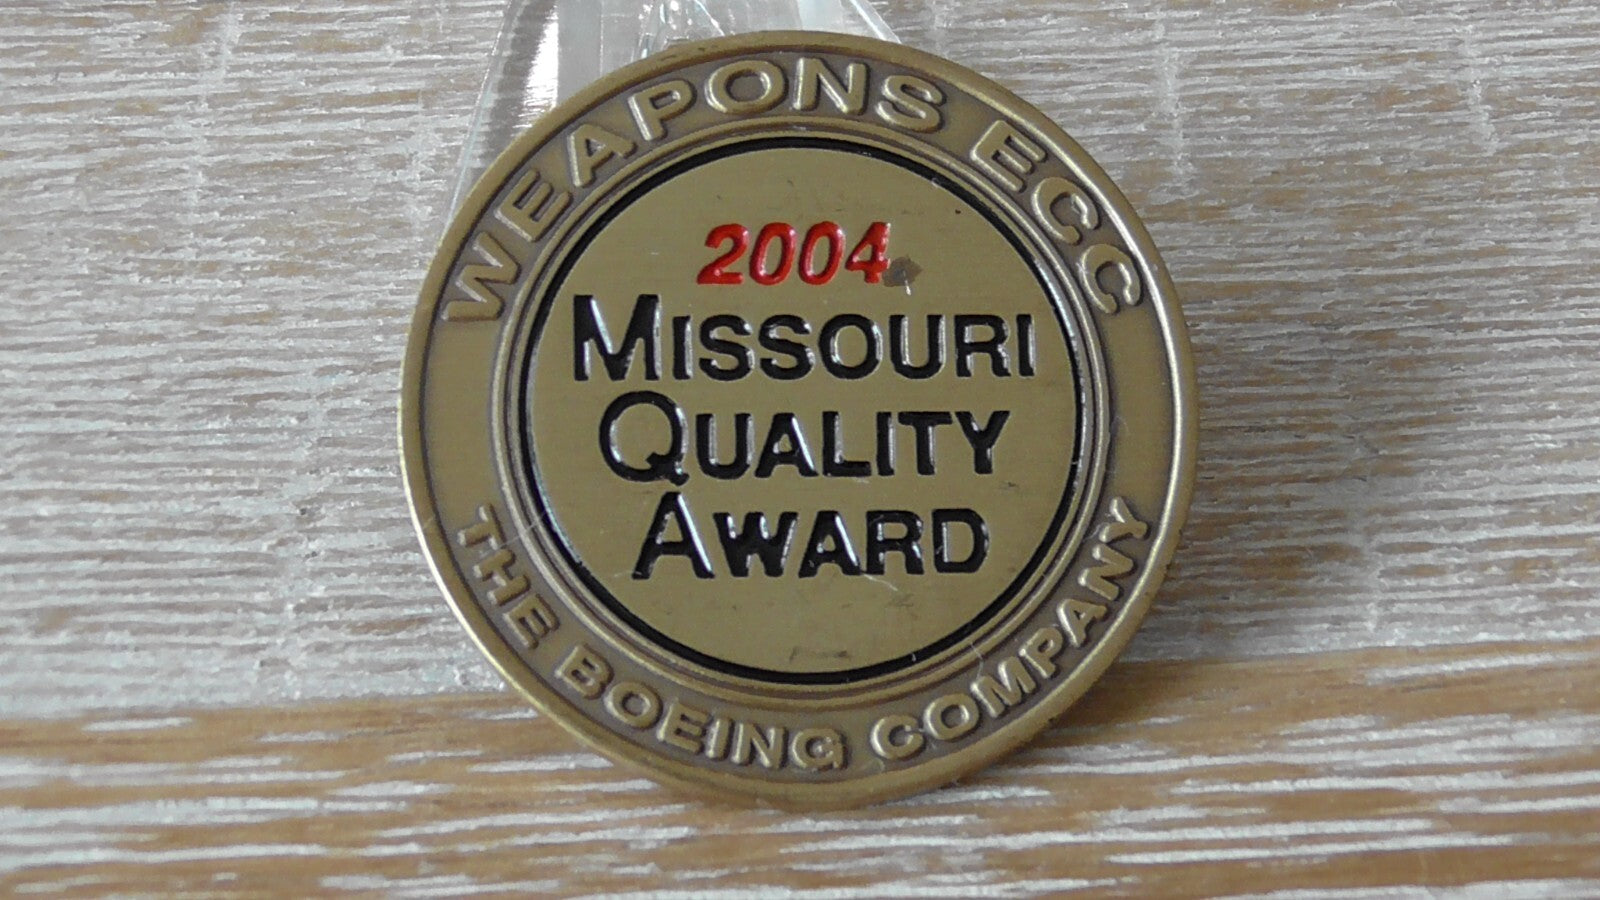 WEAPONS ECC
2004
MISSOURI
QUALITY
AWARD
THE BOEING COMPANY